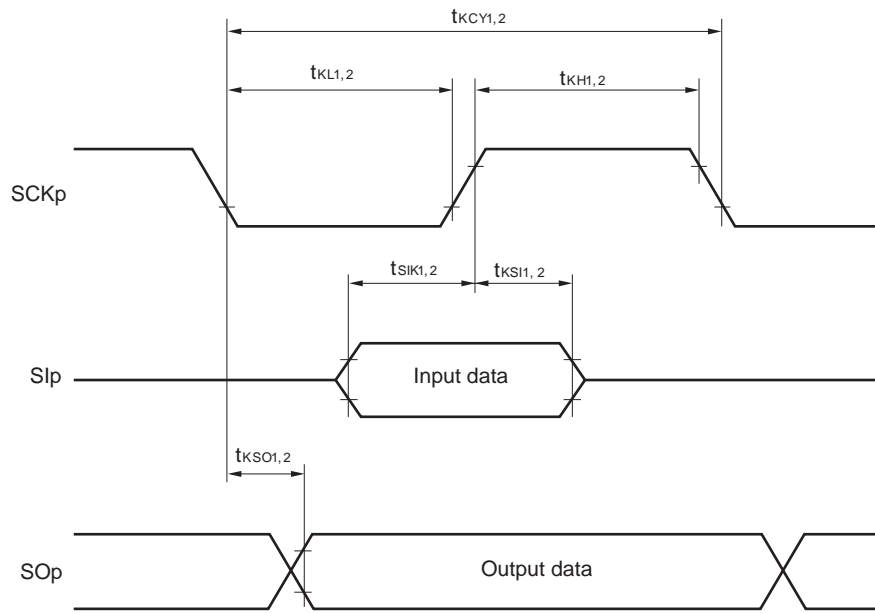 tKCY1, 2
tKL1, 2
tKH1, 2
SCKp
tSIK1, 2
tKSI1, 2
SIp
Input data
tKSO1, 2
SOp
Output data